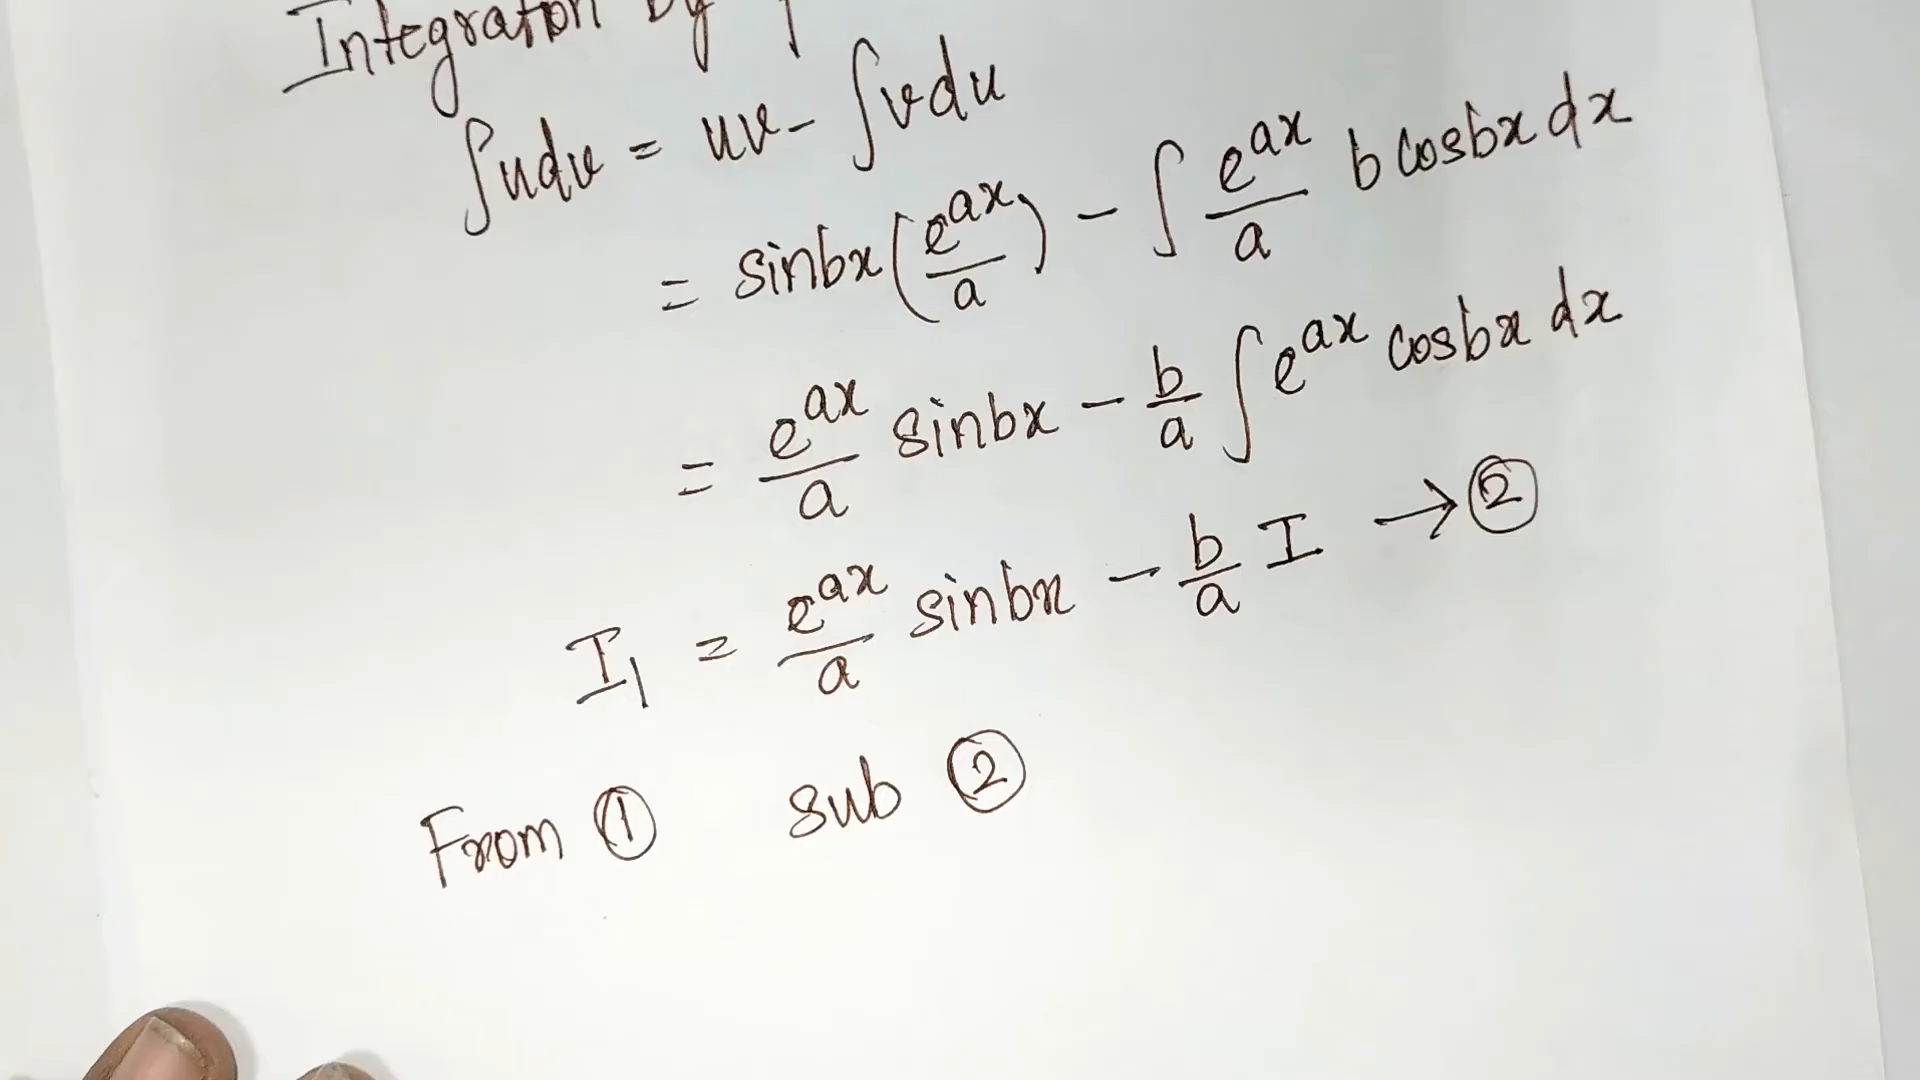 Integration by
∫udv = uv - ∫vdu
= sinbx(e^ax/a) - ∫ e^ax/a b cosbx dx
= e^ax/a sinbx - b/a ∫e^ax cosbx dx
I₁ = e^ax/a sinbx - b/a I → ②
From ① sub ②